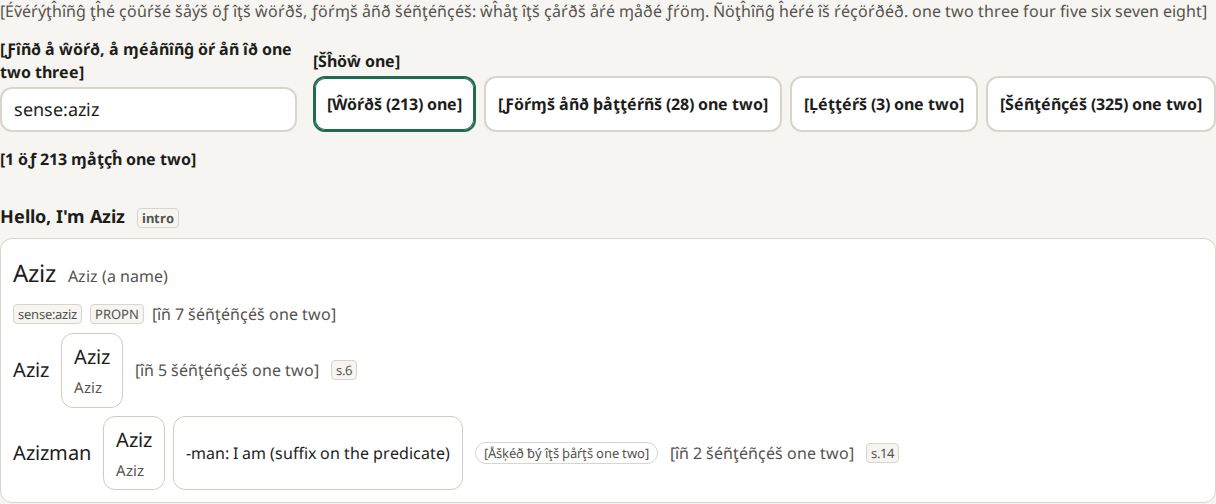 [Éṽéŕýţĥîñĝ ţĥé çöûŕšé šåýš öƒ îţš ŵöŕðš, ƒöŕɱš åñð šéñţéñçéš: ŵĥåţ îţš çåŕðš åŕé ɱåðé ƒŕöɱ. Ñöţĥîñĝ ĥéŕé îš ŕéçöŕðéð. one two three four five six seven eight]
[Ƒîñð å ŵöŕð, å ɱéåñîñĝ öŕ åñ îð one
two three]
sense:aziz
[Šĥöŵ one]
[Ŵöŕðš (213) one]
[Ƒöŕɱš åñð þåţţéŕñš (28) one two]
[Ļéţţéŕš (3) one two]
[Šéñţéñçéš (325) one two]
[1 öƒ 213 ɱåţçĥ one two]
Hello, I'm Aziz intro
Aziz Aziz (a name)
sense:aziz PROPN [îñ 7 šéñţéñçéš one two]
Aziz Aziz [îñ 5 šéñţéñçéš one two] s.6
Aziz
Azizman Aziz -man: I am (suffix on the predicate) [Åšķéð ƀý îţš þåŕţš one two] [îñ 2 šéñţéñçéš one two] s.14
Aziz